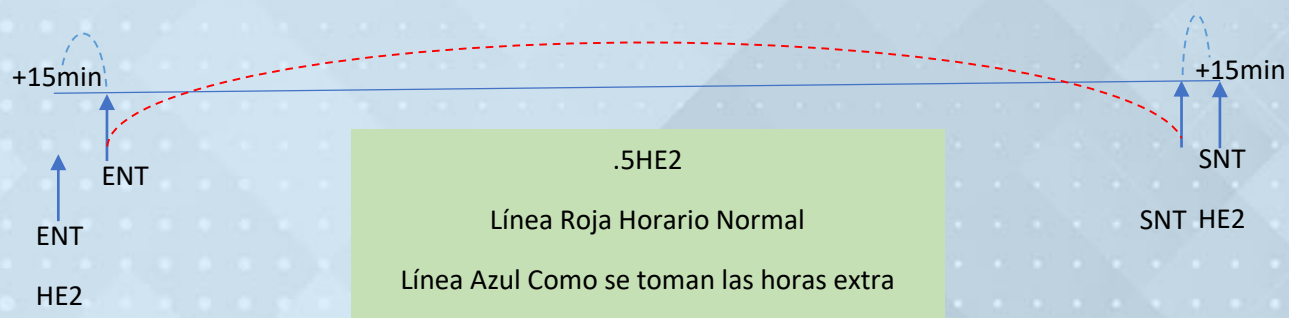 +15min
+15min
ENT
ENT
HE2
.5HE2
Línea Roja Horario Normal
Línea Azul Como se toman las horas extra
SNT
SNT HE2